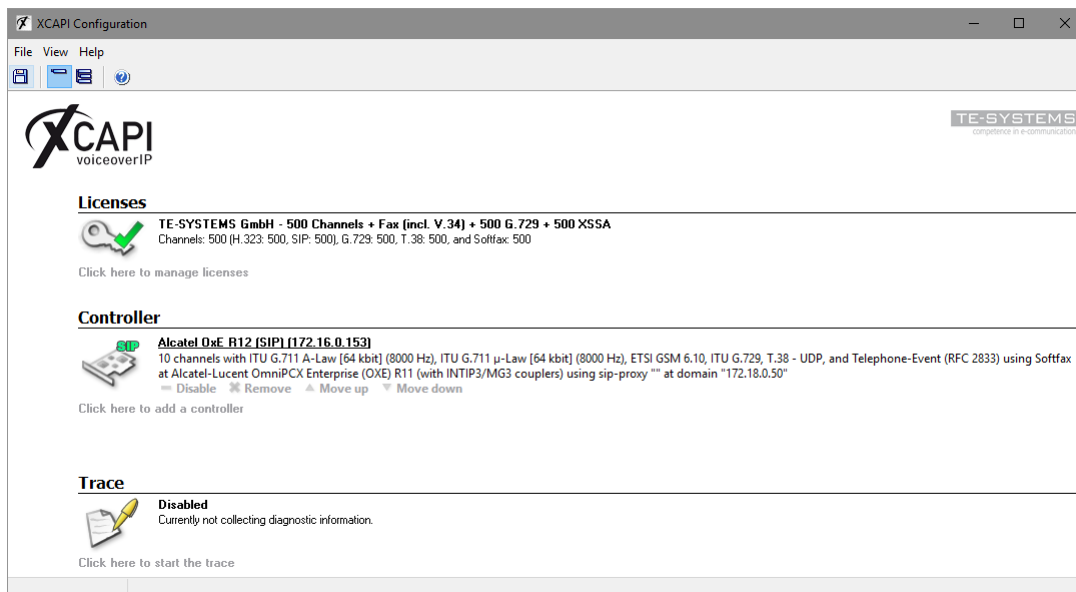 XCAPI Configuration
File View Help
XCAPI
voiceoverIP
TE-SYSTEMS
competence in e-communication
Licenses
TE-SYSTEMS GmbH - 500 Channels + Fax (incl. V.34) + 500 G.729 + 500 XSSA
Channels: 500 (H.323: 500, SIP: 500), G.729: 500, T.38: 500, and Softfax: 500
Click here to manage licenses
Controller
SIP
Alcatel OxE R12 (SIP) (172.16.0.153)
10 channels with ITU G.711 A-Law [64 kbit] (8000 Hz), ITU G.711 µ-Law [64 kbit] (8000 Hz), ETSI GSM 6.10, ITU G.729, T.38 - UDP, and Telephone-Event (RFC 2833) using Softfax
at Alcatel-Lucent OmniPCX Enterprise (OXE) R11 (with INTIP3/MG3 couplers) using sip-proxy "" at domain "172.18.0.50"
Disable Remove Move up Move down
Click here to add a controller
Trace
Disabled
Currently not collecting diagnostic information.
Click here to start the trace